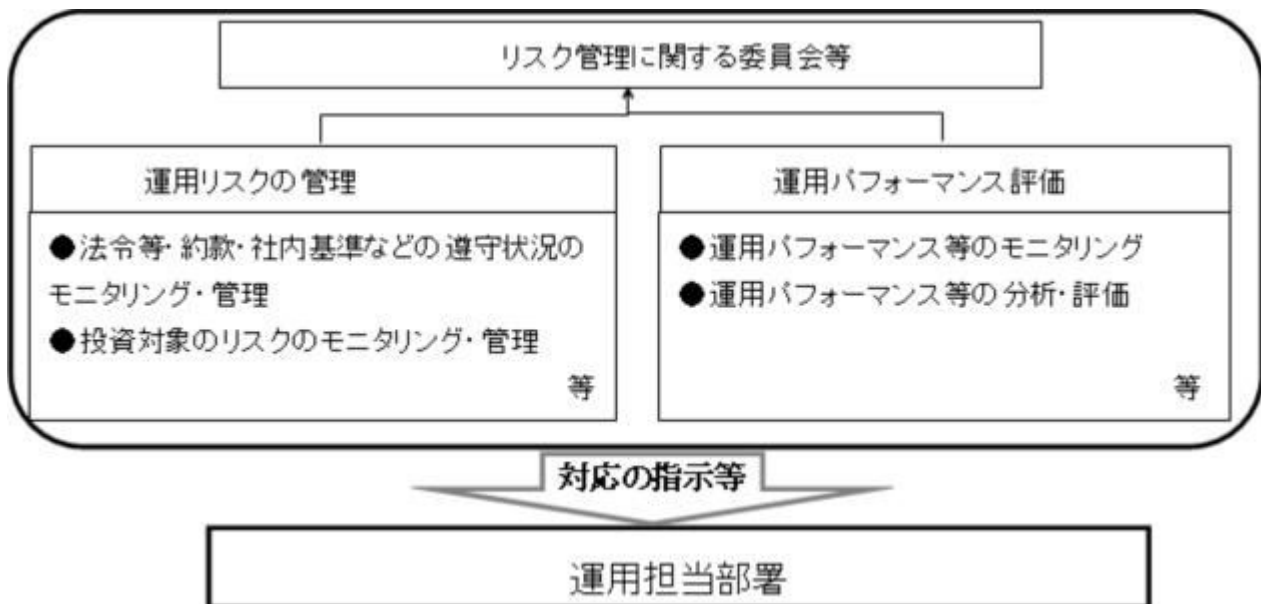 リスク管理に関する委員会等
運用リスクの管理
●法令等・約款・社内基準などの遵守状況の
モニタリング・管理
●投資対象のリスクのモニタリング・管理
等
運用パフォーマンス評価
●運用パフォーマンス等のモニタリング
●運用パフォーマンス等の分析・評価
等
対応の指示等
運用担当部署